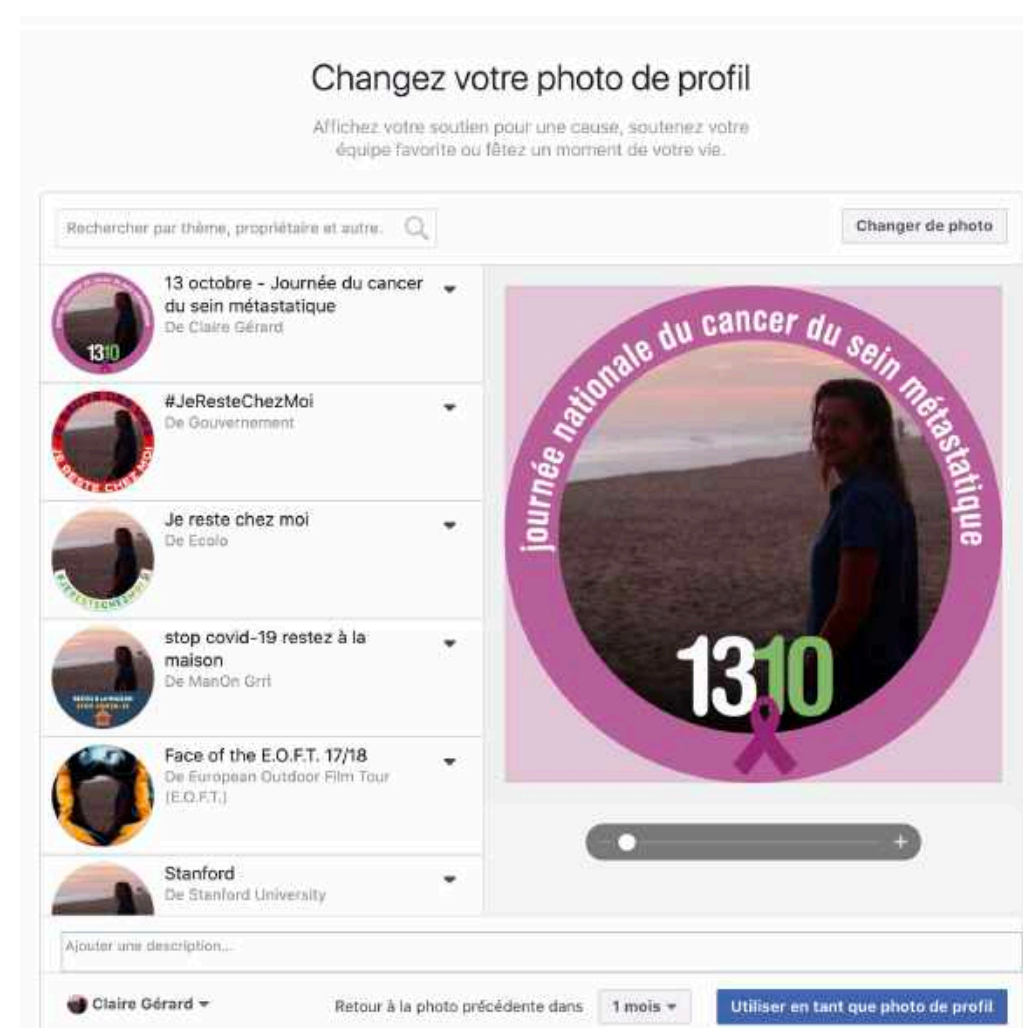 Changez votre photo de profil
Affichez votre soutien pour une cause, soutenez votre
équipe favorite ou fêtez un moment de votre vie.
Rechercher par thème, propriétaire et autre.
Changer de photo
13 octobre - Journée du cancer
du sein métastatique
De Claire Gérard
1310
#JeResteChezMoi
De Gouvernement
JE RESTE CHEZ MOI
Je reste chez moi
De Ecolo
#JERESTECHEZMOI
stop covid-19 restez à la
maison
De ManOn Grrl
Face of the E.O.F.T. 17/18
De European Outdoor Film Tour
(E.O.F.T.)
Stanford
De Stanford University
journée nationale du cancer du sein métastatique
1310
- +
Ajouter une description...
Claire Gérard
Retour à la photo précédente dans
1 mois
Utiliser en tant que photo de profil